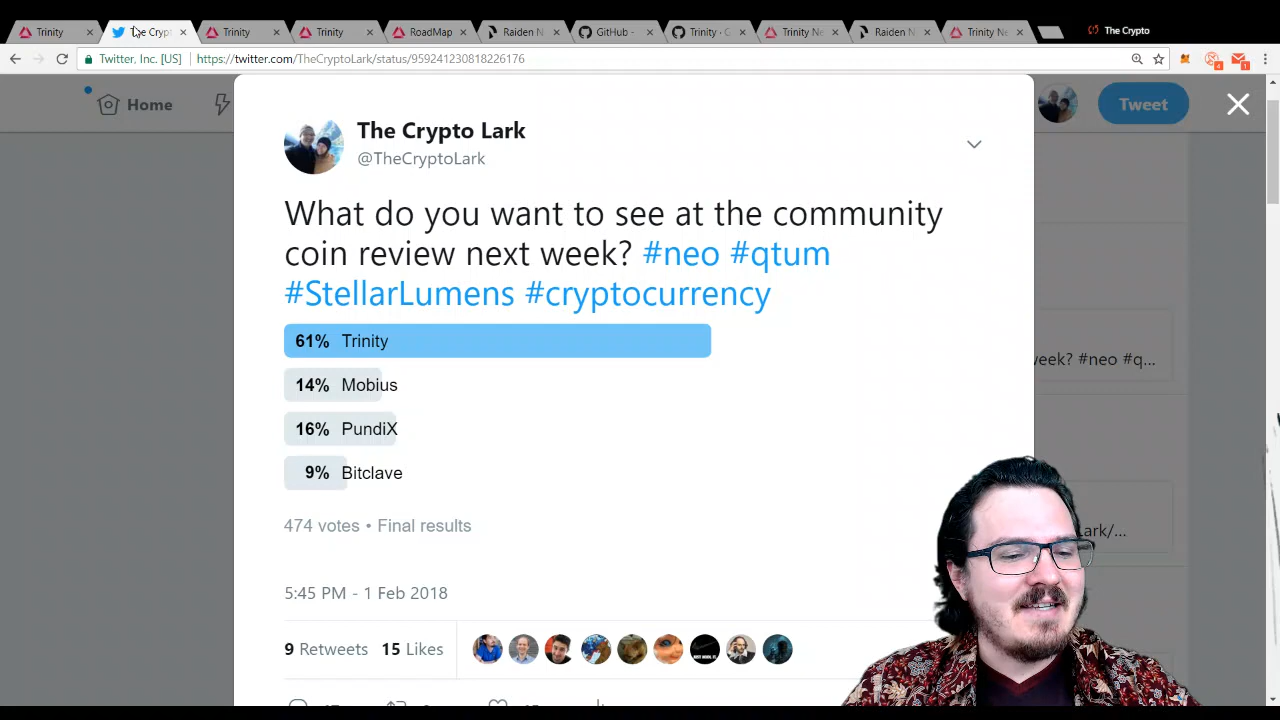 Trinity
The Crypt
Trinity
Trinity
RoadMap
Raiden N
GitHub -
Trinity · G
Trinity Ne
Raiden N
Trinity Ne
The Crypto
Twitter, Inc. [US]
https://twitter.com/TheCryptoLark/status/959241230818226176
Home
Tweet
The Crypto Lark
@TheCryptoLark
What do you want to see at the community
coin review next week? #neo #qtum
#StellarLumens #cryptocurrency
61% Trinity
14% Mobius
16% PundiX
9% Bitclave
474 votes • Final results
5:45 PM - 1 Feb 2018
9 Retweets 15 Likes
week? #neo #q...
ark/...